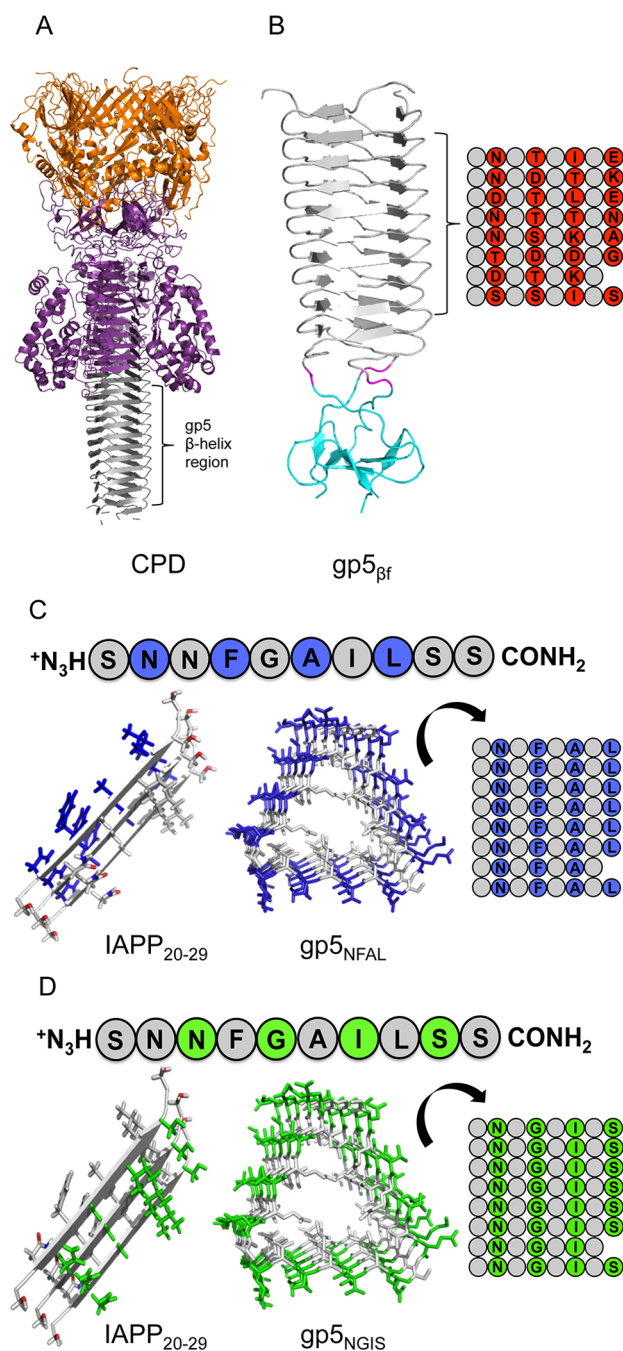 A
B
N T I E
N D T K
D T L E
N T T N
N S K A
T D D G
D T K
S S I S
gp5
β-helix
region
CPD
gp5βf
C
+N3H S N N F G A I L S S CONH2
N F A L
N F A L
N F A L
N F A L
N F A L
N F A L
N F A
N F A L
IAPP20-29
gp5NFAL
D
+N3H S N N F G A I L S S CONH2
N G I S
N G I S
N G I S
N G I S
N G I S
N G I S
N G I
N G I S
IAPP20-29
gp5NGIS